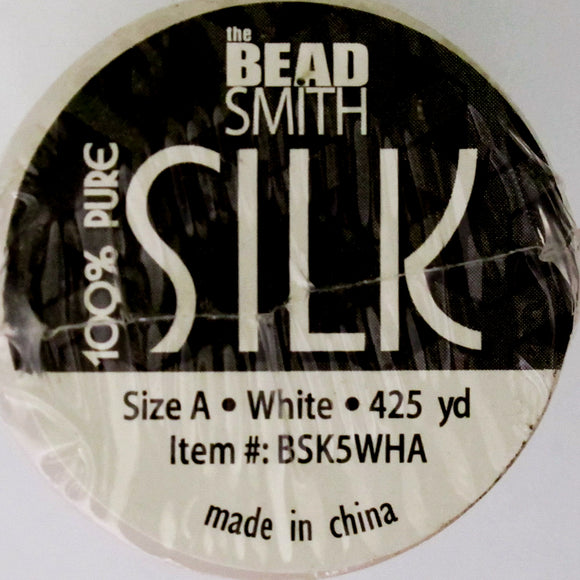 the
BEAD
SMITH
100% PURE
SILK
Size A • White • 425 yd
Item #: BSK5WHA
made in china